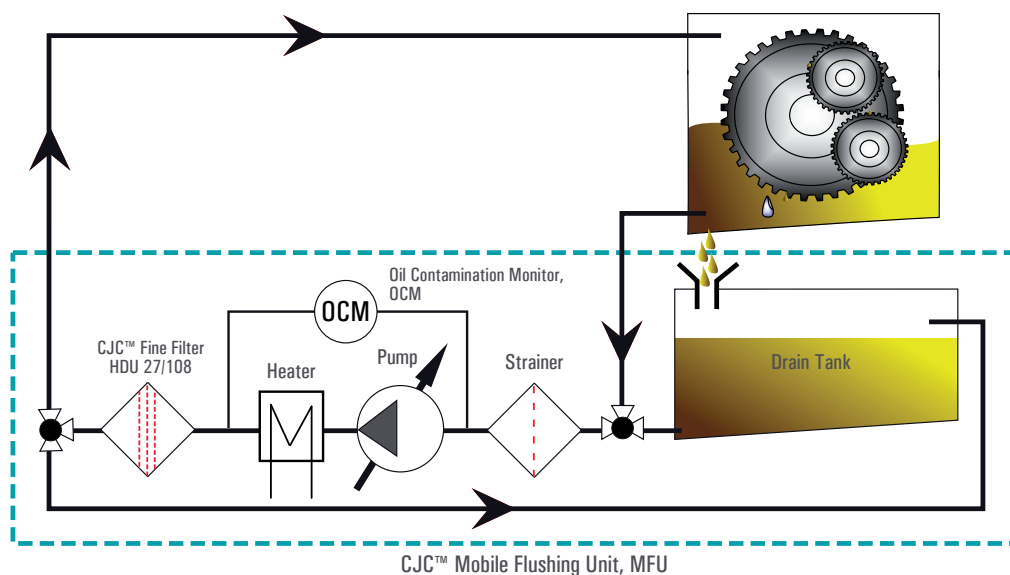 Oil Contamination Monitor,
OCM
OCM
CJC™ Fine Filter
HDU 27/108
Heater
Pump
Strainer
Drain Tank
CJC™ Mobile Flushing Unit, MFU